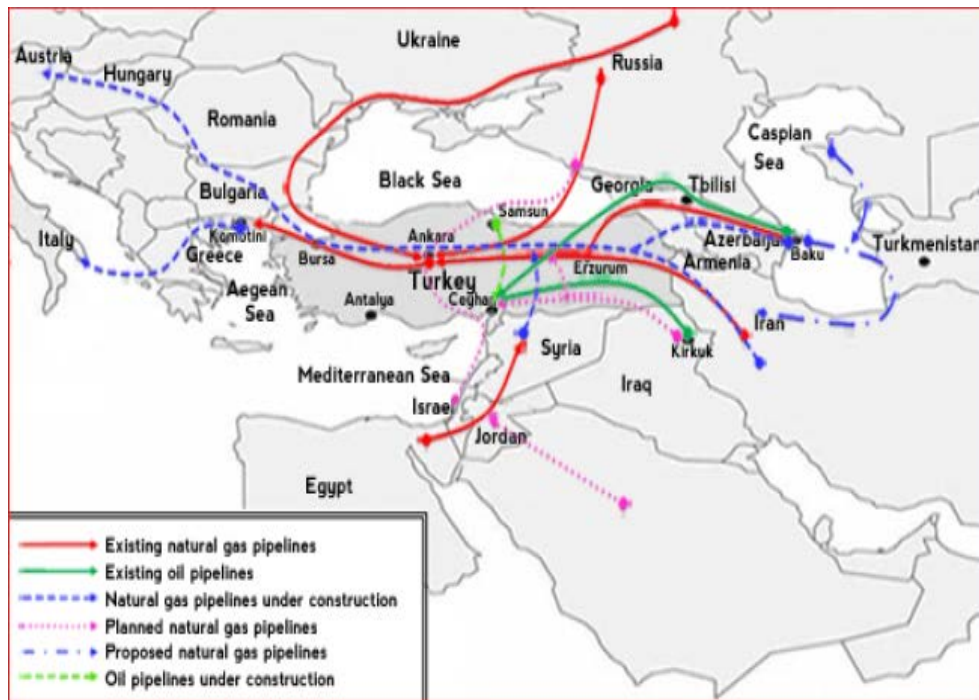 Ukraine
Austria
Hungary
Russia
Romania
Caspian
Sea
Black Sea
Georgia
Tbilisi
Bulgaria
Samsun
Italy
Komotini
Ankara
Azerbaiju
Baku
Turkmenistan
Greece
Bursa
Erzurum
Armenia
Turkey
Aegean
Sea
Antalya
Ceyhan
Iran
Syria
Kirkuk
Mediterranean Sea
Iraq
Israel
Jordan
Egypt
Existing natural gas pipelines
Existing oil pipelines
Natural gas pipelines under construction
Planned natural gas pipelines
Proposed natural gas pipelines
Oil pipelines under construction